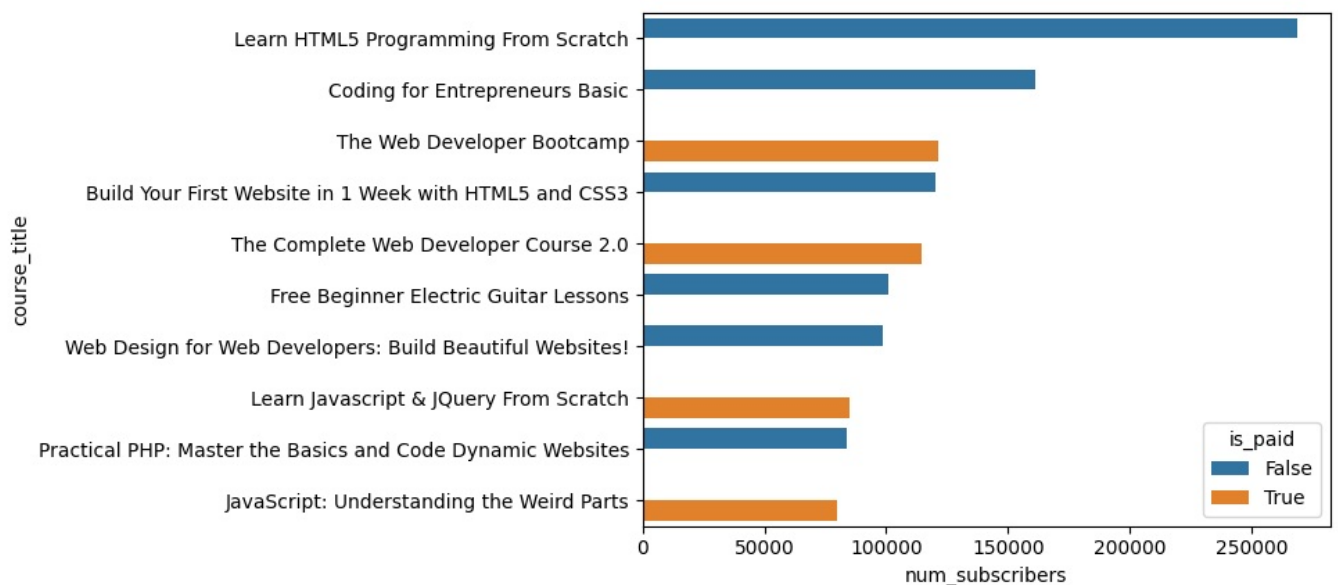 Learn HTML5 Programming From Scratch
Coding for Entrepreneurs Basic
The Web Developer Bootcamp
Build Your First Website in 1 Week with HTML5 and CSS3
The Complete Web Developer Course 2.0
Free Beginner Electric Guitar Lessons
Web Design for Web Developers: Build Beautiful Websites!
Learn Javascript & JQuery From Scratch
Practical PHP: Master the Basics and Code Dynamic Websites
JavaScript: Understanding the Weird Parts
course_title
is_paid
False
True
0 50000 100000 150000 200000 250000
num_subscribers